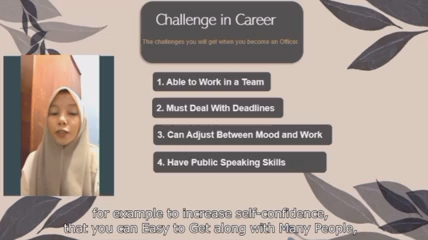 Challenge in Career
The challenges you will get when you become an Officer
1. Able to Work in a Team
2. Must Deal With Deadlines
3. Can Adjust Between Mood and Work
4. Have Public Speaking Skills
for example to increase self-confidence,
that you can Easy to Get along with Many People,